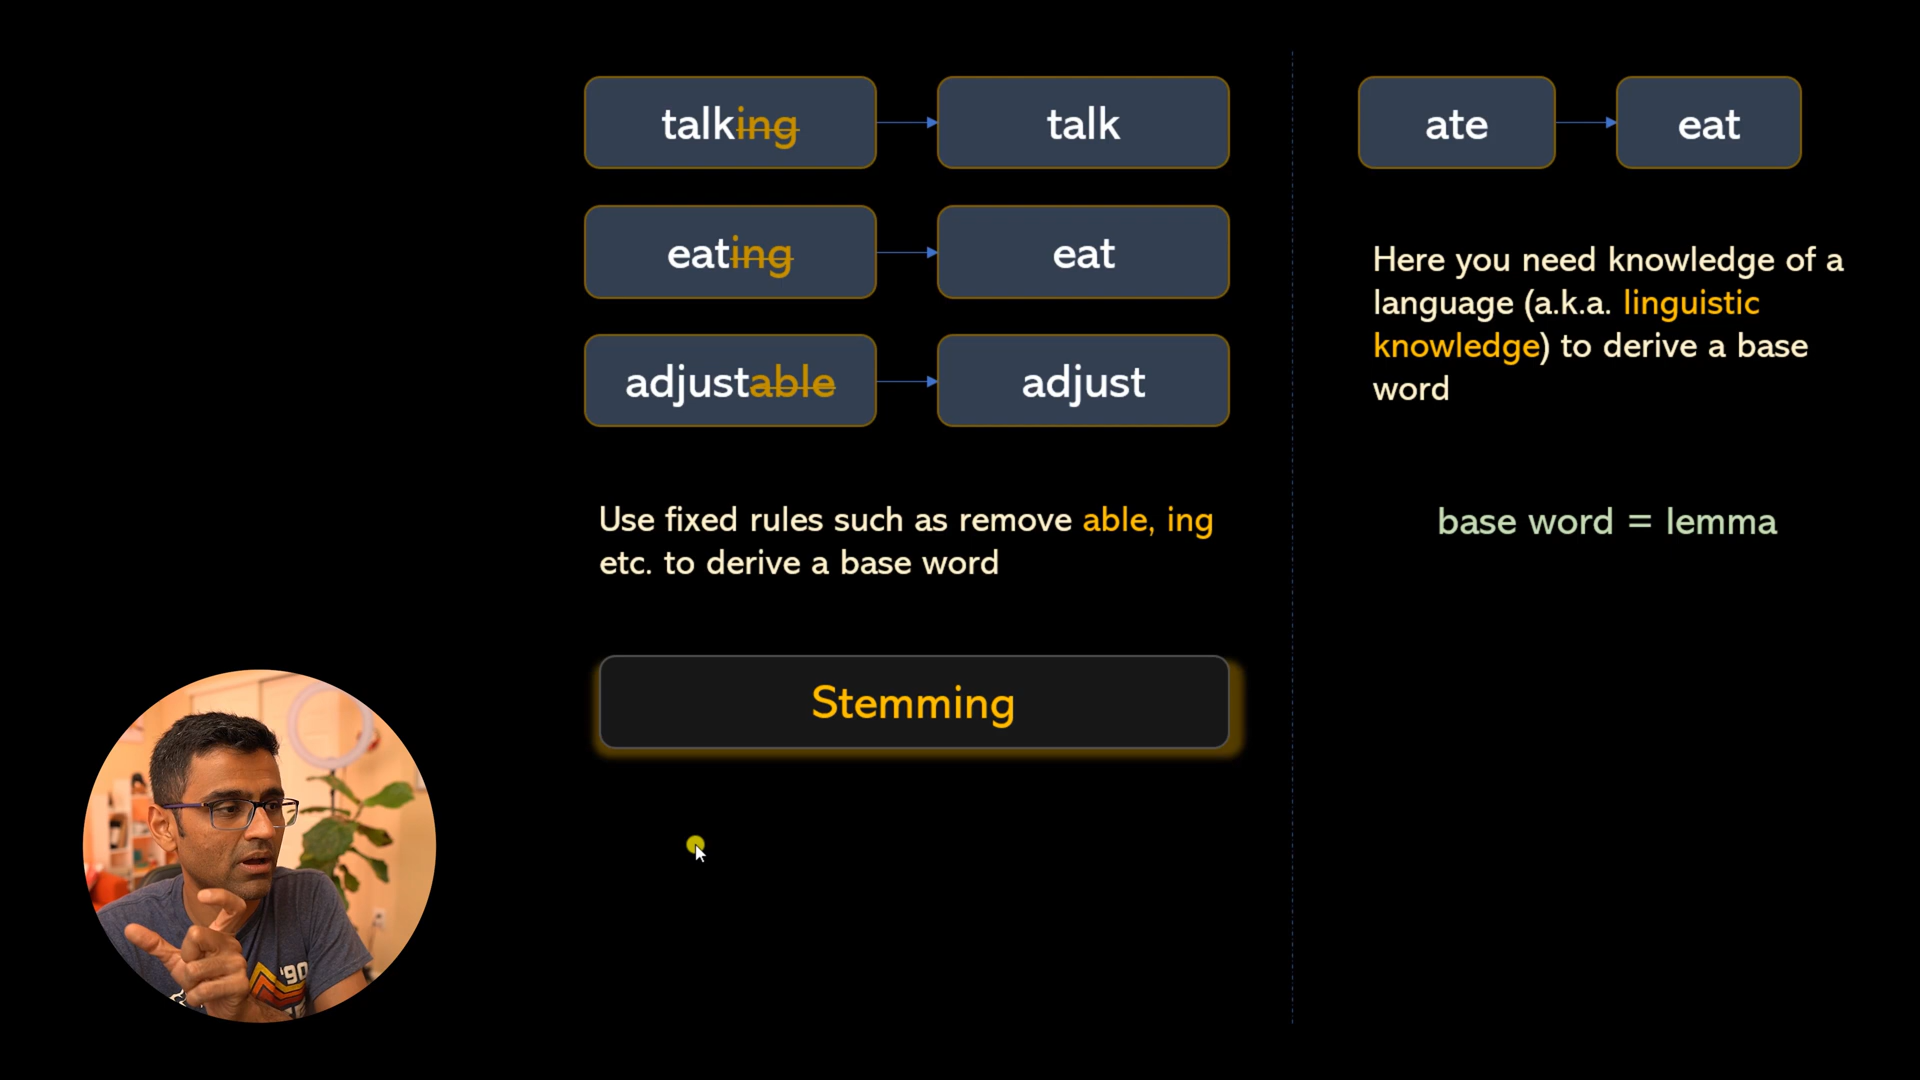 talking
talk
eating
eat
adjustable
adjust
Use fixed rules such as remove able, ing
etc. to derive a base word
Stemming
ate
eat
Here you need knowledge of a
language (a.k.a. linguistic
knowledge) to derive a base
word
base word = lemma
'90